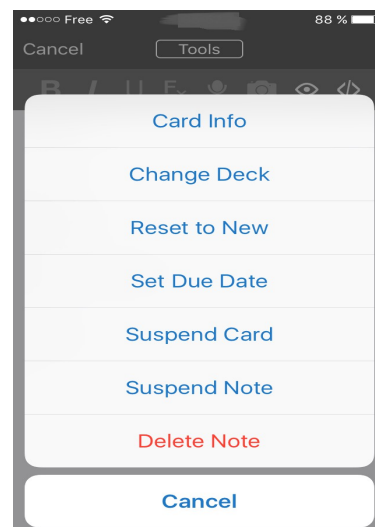 Free 88 %
Cancel Tools
B I U F </>
Card Info
Change Deck
Reset to New
Set Due Date
Suspend Card
Suspend Note
Delete Note
Cancel